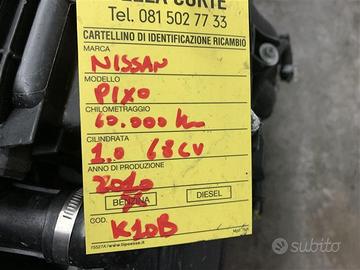 ELLA CORTE
Tel. 081 502 77 33
CARTELLINO DI IDENTIFICAZIONE RICAMBIO
MARCA
NISSAN
MODELLO
PIXO
CHILOMETRAGGIO
60.000 km
CILINDRATA
1.0 68CV
ANNO DI PRODUZIONE
2010
BENZINA DIESEL
COD.
K10B
subito